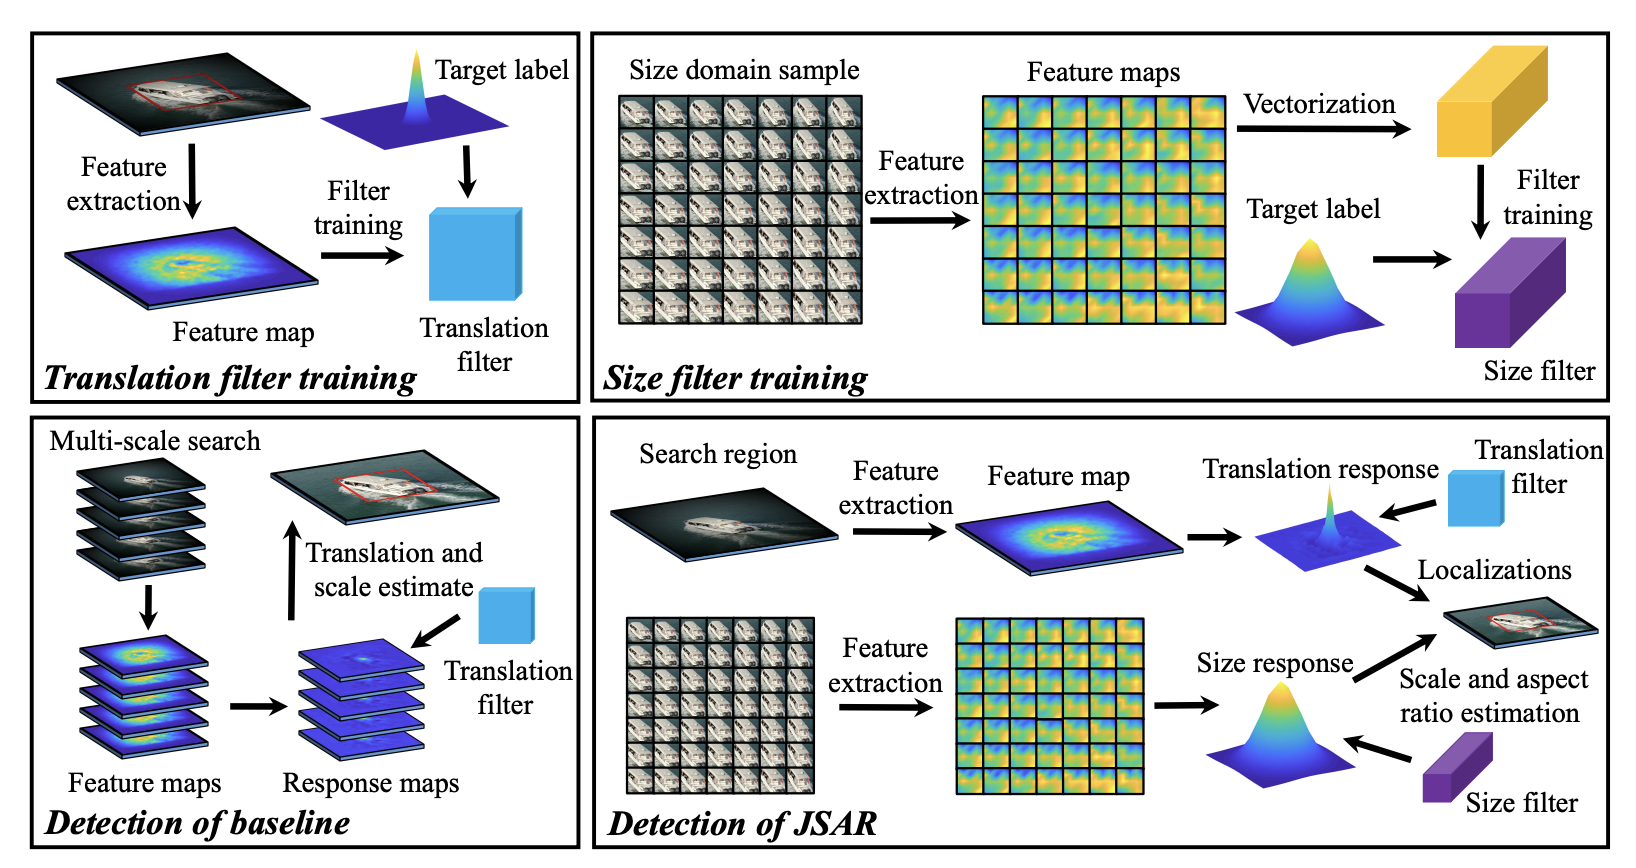 Target label
Feature
extraction
Filter
training
Feature map
Translation
filter
Translation filter training
Size domain sample
Feature
extraction
Feature maps
Vectorization
Target label
Filter
training
Size filter
Size filter training
Multi-scale search
Translation and
scale estimate
Translation
filter
Feature maps
Response maps
Detection of baseline
Search region
Feature
extraction
Feature map
Translation response
Translation
filter
Localizations
Feature
extraction
Size response
Scale and aspect
ratio estimation
Size filter
Detection of JSAR